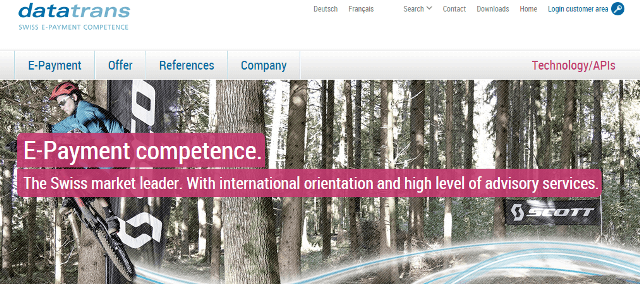 datatrans
SWISS E-PAYMENT COMPETENCE
Deutsch Français Search Contact Downloads Home Login customer area
E-Payment Offer References Company Technology/APIs
E-Payment competence.
The Swiss market leader. With international orientation and high level of advisory services.
SCOTT